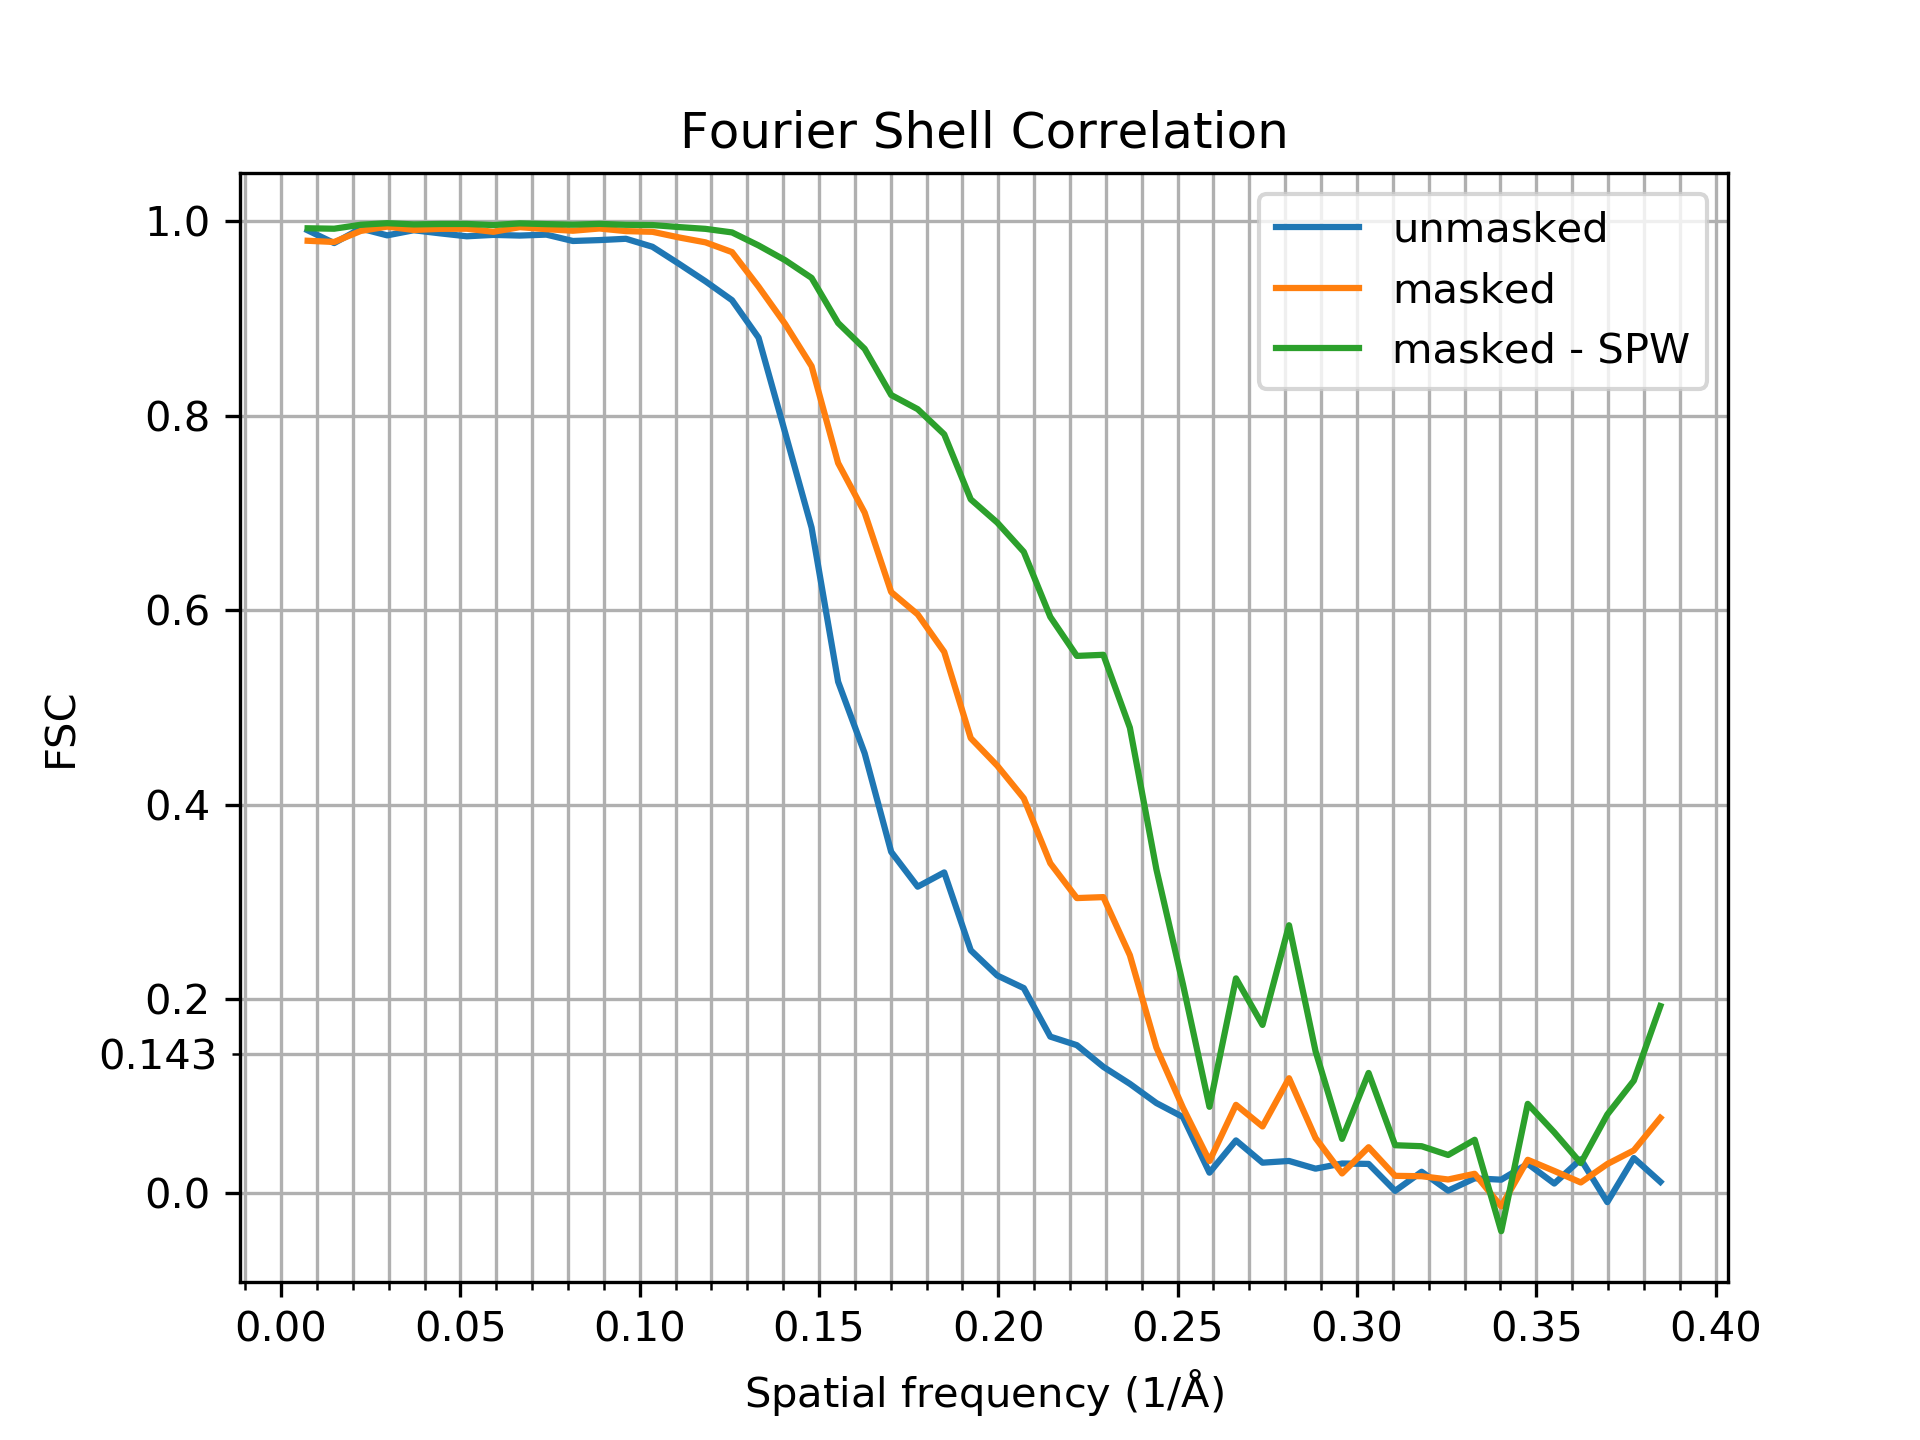 Fourier Shell Correlation
unmasked
masked
masked - SPW
1.0
0.8
0.6
0.4
0.2
0.143
0.0
FSC
0.00 0.05 0.10 0.15 0.20 0.25 0.30 0.35 0.40
Spatial frequency (1/Å)